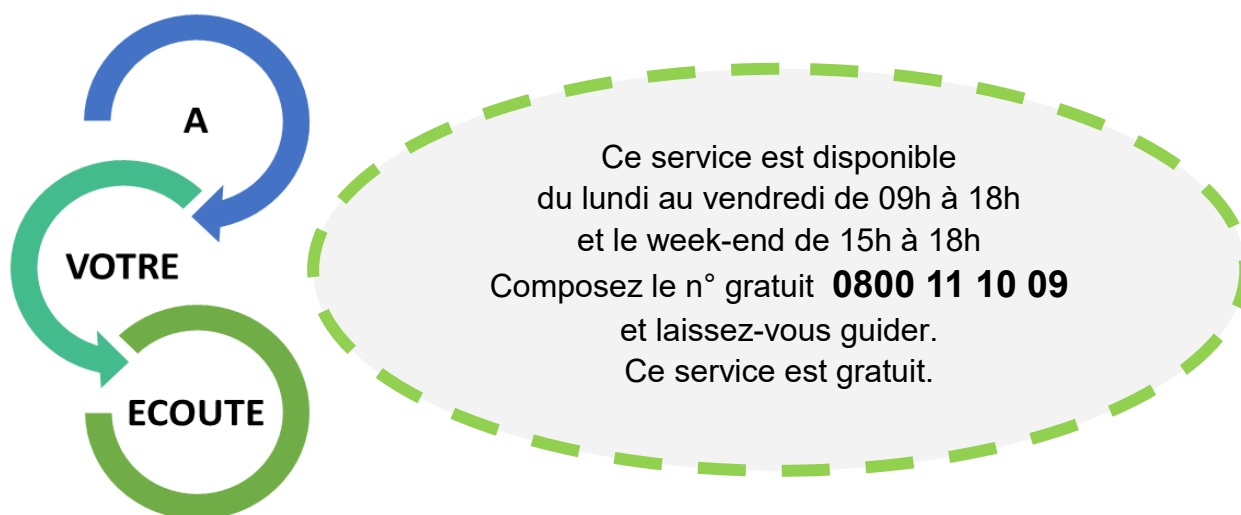 A
VOTRE
ECOUTE
Ce service est disponible
du lundi au vendredi de 09h à 18h
et le week-end de 15h à 18h
Composez le n° gratuit 0800 11 10 09
et laissez-vous guider.
Ce service est gratuit.